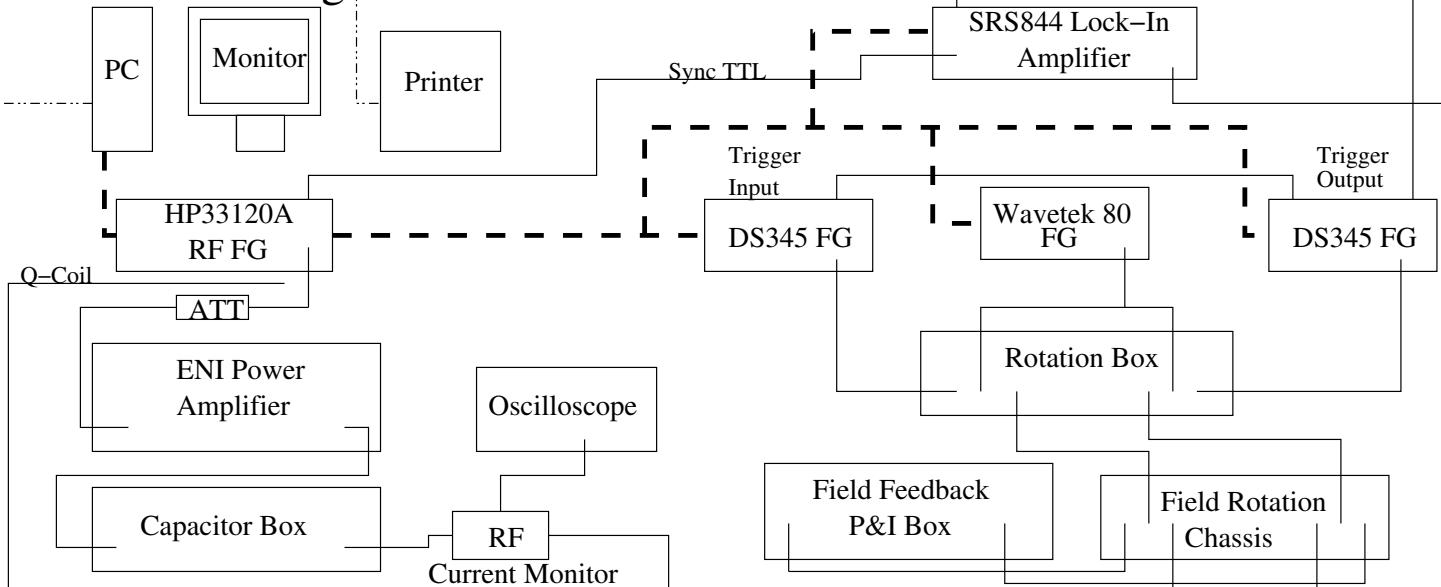 SRS844 Lock–In
Amplifier
PC
Monitor
Printer
Sync TTL
Trigger
Input
Trigger
Output
HP33120A
RF FG
DS345 FG
Wavetek 80
FG
DS345 FG
Q–Coil
ATT
Rotation Box
ENI Power
Amplifier
Oscilloscope
Field Feedback
P&I Box
Field Rotation
Chassis
Capacitor Box
RF
Current Monitor